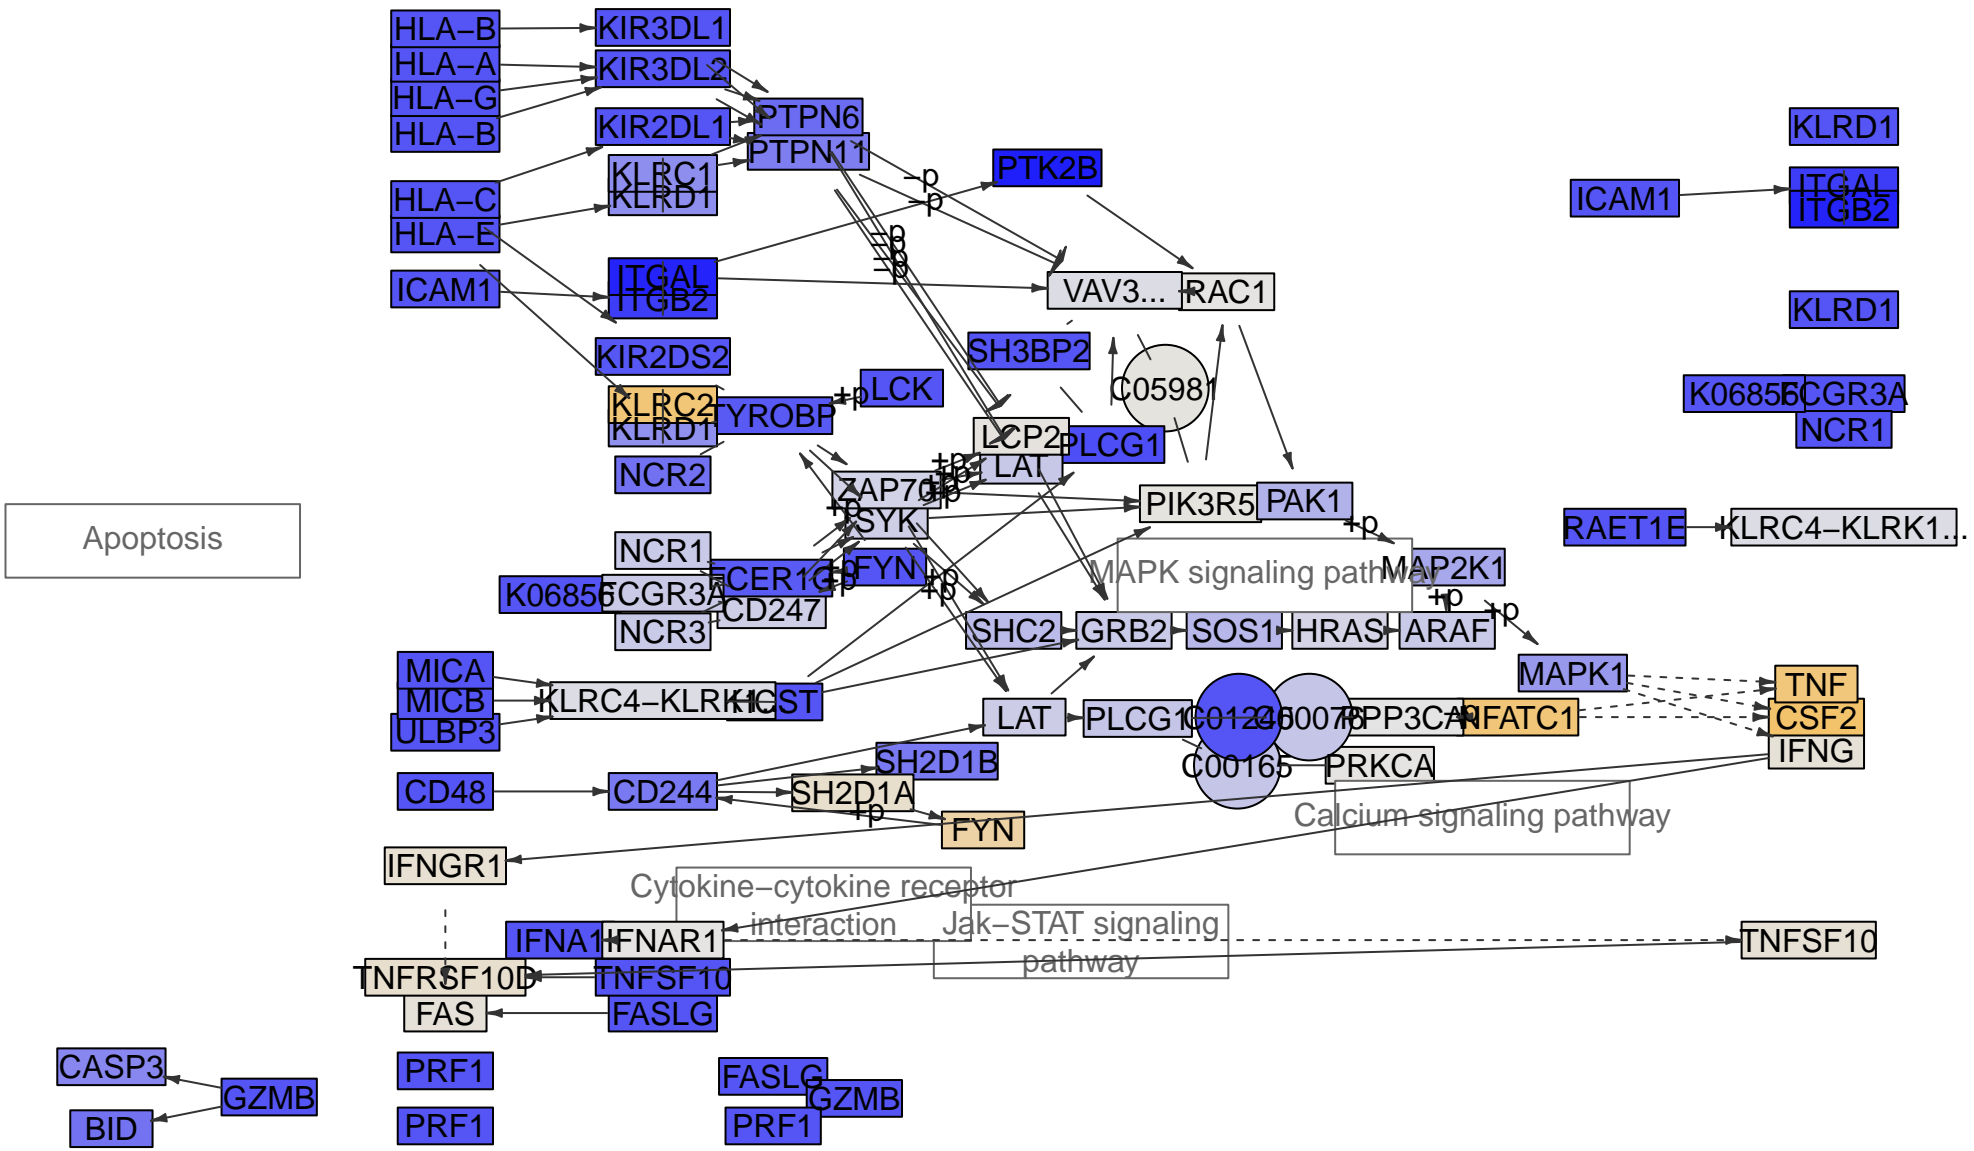 HLA−B
KIR3DL1
HLA−A
KIR3DL2
HLA−G
HLA−B
KIR2DL1
PTPN6
PTPN11
KLRD1
KLRC1
KLRD1
PTK2B
−p
−p
ITGAL
ITGB2
ICAM1
HLA−C
HLA−E
−p
−p
−p
−p
ICAM1
ITGAL
ITGB2
VAV3...
RAC1
KLRD1
KIR2DS2
SH3BP2
LCK
+p
C05981
KLRC2
KLRD1
TYROBP
K06856
FCGR3A
NCR1
LCP2
PLCG1
LAT
NCR2
+p
+p
+p
+p
ZAP70
SYK
+p
PIK3R5
PAK1
+p
RAET1E
KLRC4−KLRK1...
Apoptosis
NCR1
FCER1G
FYN
+p
+p
+p
+p
MAPK signaling pathway
MAP2K1
K06856
FCGR3A
CD247
NCR3
+p
+p
SHC2
GRB2
SOS1
HRAS
ARAF
MICA
MICB
ULBP3
KLRC4−KLRK1...
HCST
MAPK1
TNF
CSF2
IFNG
LAT
PLCG1
C01245
C00076
PPP3CA
−p
NFATC1
C00165
PRKCA
CD48
CD244
SH2D1B
SH2D1A
+p
FYN
Calcium signaling pathway
IFNGR1
Cytokine−cytokine receptor
interaction
Jak−STAT signaling
pathway
IFNA1
IFNAR1
TNFSF10
TNFRSF10D
TNFSF10
FAS
FASLG
CASP3
GZMB
BID
PRF1
PRF1
FASLG
GZMB
PRF1